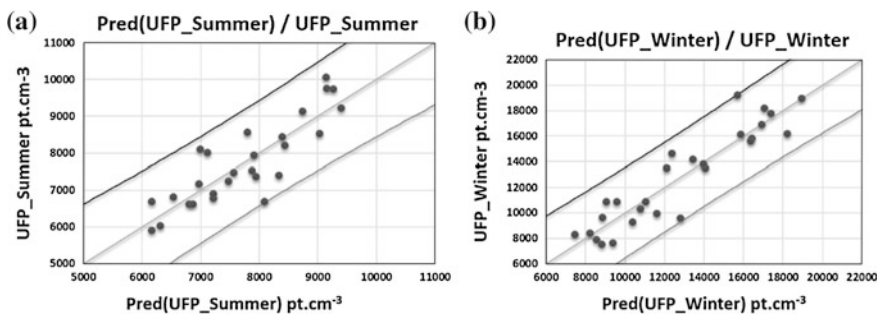 (a)
Pred(UFP_Summer) / UFP_Summer
11000
10000
9000
8000
7000
6000
5000
UFP_Summer pt.cm-3
5000 6000 7000 8000 9000 10000 11000
Pred(UFP_Summer) pt.cm-3
(b)
Pred(UFP_Winter) / UFP_Winter
22000
20000
18000
16000
14000
12000
10000
8000
6000
UFP_Winter pt.cm-3
6000 8000 10000 12000 14000 16000 18000 20000 22000
Pred(UFP_Winter) pt.cm-3